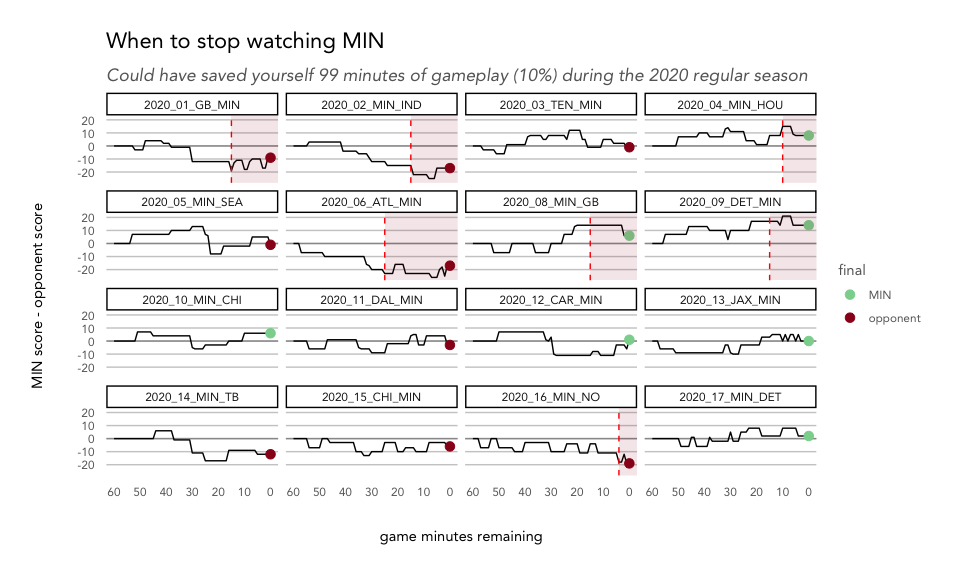 When to stop watching MIN
Could have saved yourself 99 minutes of gameplay (10%) during the 2020 regular season
2020_01_GB_MIN 2020_02_MIN_IND 2020_03_TEN_MIN 2020_04_MIN_HOU
20
10
0
-10
-20
2020_05_MIN_SEA 2020_06_ATL_MIN 2020_08_MIN_GB 2020_09_DET_MIN
20
10
0
-10
-20
2020_10_MIN_CHI 2020_11_DAL_MIN 2020_12_CAR_MIN 2020_13_JAX_MIN
20
10
0
-10
-20
2020_14_MIN_TB 2020_15_CHI_MIN 2020_16_MIN_NO 2020_17_MIN_DET
20
10
0
-10
-20
60 50 40 30 20 10 0 60 50 40 30 20 10 0 60 50 40 30 20 10 0 60 50 40 30 20 10 0
game minutes remaining
MIN score - opponent score
final
MIN
opponent